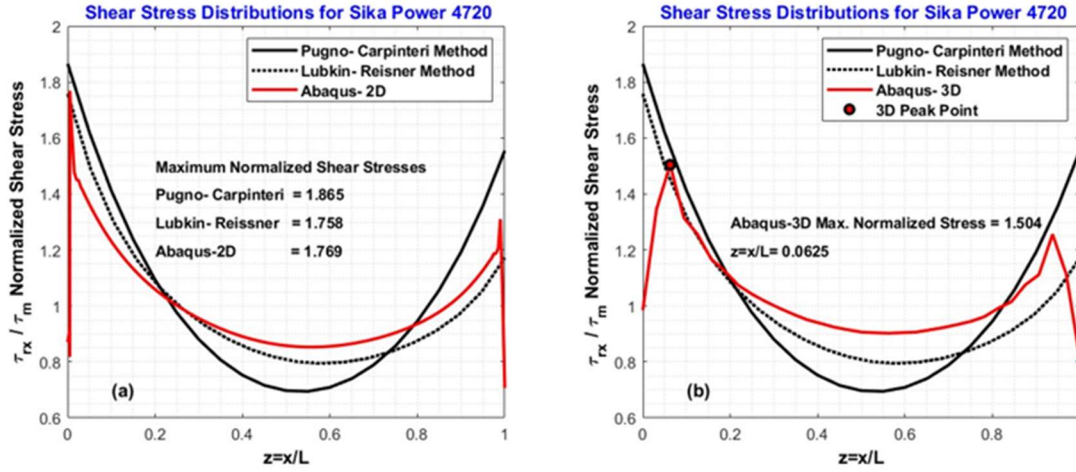 Shear Stress Distributions for Sika Power 4720
2
1.8
1.6
1.4
1.2
1
0.8
0.6
τrx / τm Normalized Shear Stress
Pugno- Carpinteri Method
Lubkin- Reisner Method
Abaqus- 2D
Maximum Normalized Shear Stresses
Pugno- Carpinteri = 1.865
Lubkin- Reissner = 1.758
Abaqus-2D = 1.769
(a)
0 0.2 0.4 0.6 0.8 1
z=x/L
Shear Stress Distributions for Sika Power 4720
2
1.8
1.6
1.4
1.2
1
0.8
0.6
τrx / τm Normalized Shear Stress
Pugno- Carpinteri Method
Lubkin- Reisner Method
Abaqus- 3D
3D Peak Point
Abaqus-3D Max. Normalized Stress = 1.504
z=x/L= 0.0625
(b)
0 0.2 0.4 0.6 0.8
z=x/L